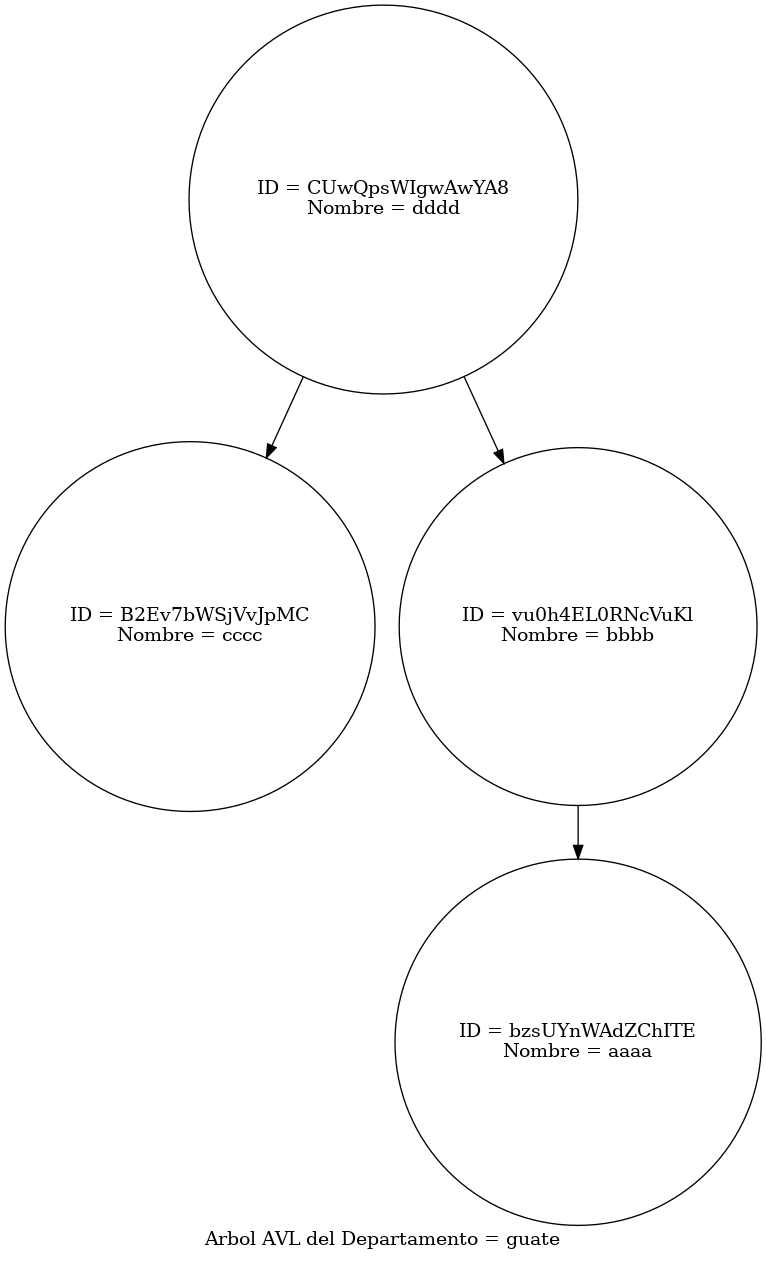 ID = CUwQpsWIgwAwYA8
Nombre = dddd
ID = B2Ev7bWSjVvJpMC
Nombre = cccc
ID = vu0h4EL0RNcVuKl
Nombre = bbbb
ID = bzsUYnWAdZChITE
Nombre = aaaa
Arbol AVL del Departamento = guate